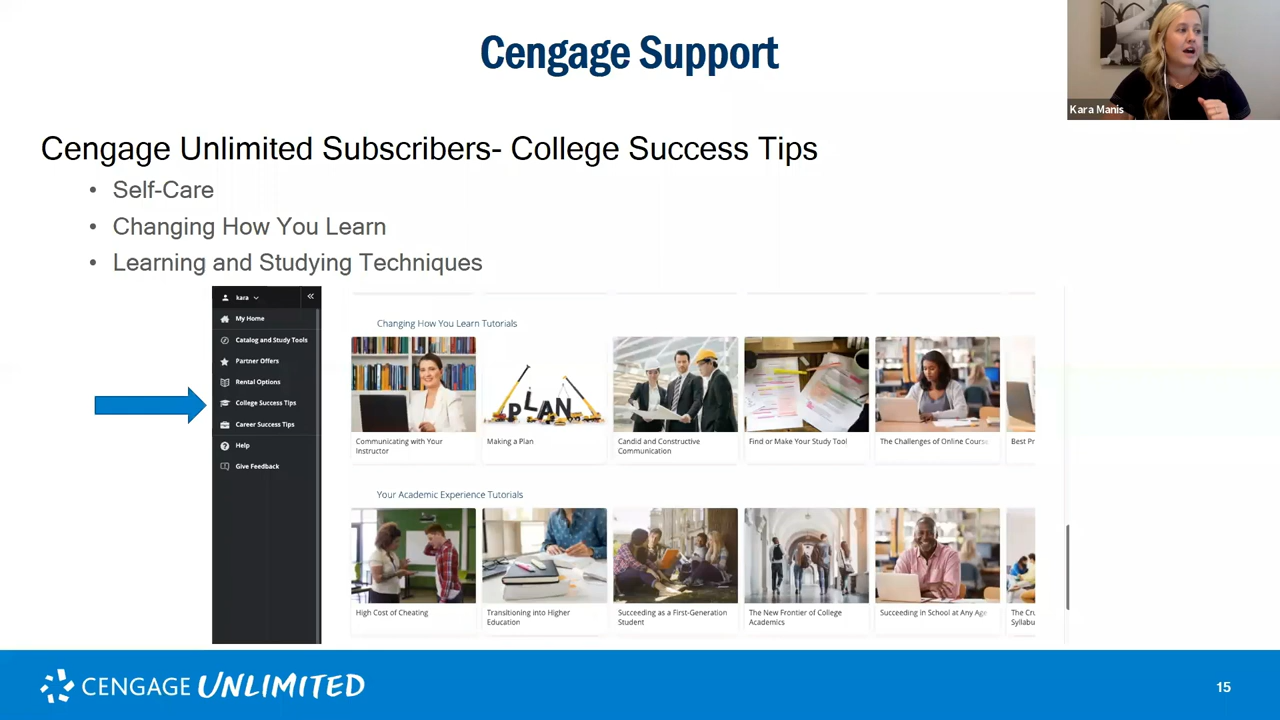 Cengage Support
Kara Manis
Cengage Unlimited Subscribers- College Success Tips
• Self-Care
• Changing How You Learn
• Learning and Studying Techniques
kara
My Home
Catalog and Study Tools
Partner Offers
Rental Options
College Success Tips
Career Success Tips
Help
Give Feedback
Changing How You Learn Tutorials
PLAN
Communicating with Your
Instructor
Making a Plan
Candid and Constructive
Communication
Find or Make Your Study Tool
The Challenges of Online Cours
Best Pr
Your Academic Experience Tutorials
High Cost of Cheating
Transitioning into Higher
Education
Succeeding as a First-Generation
Student
The New Frontier of College
Academics
Succeeding in School at Any Age
The Cru
Syllabu
CENGAGE UNLIMITED
15